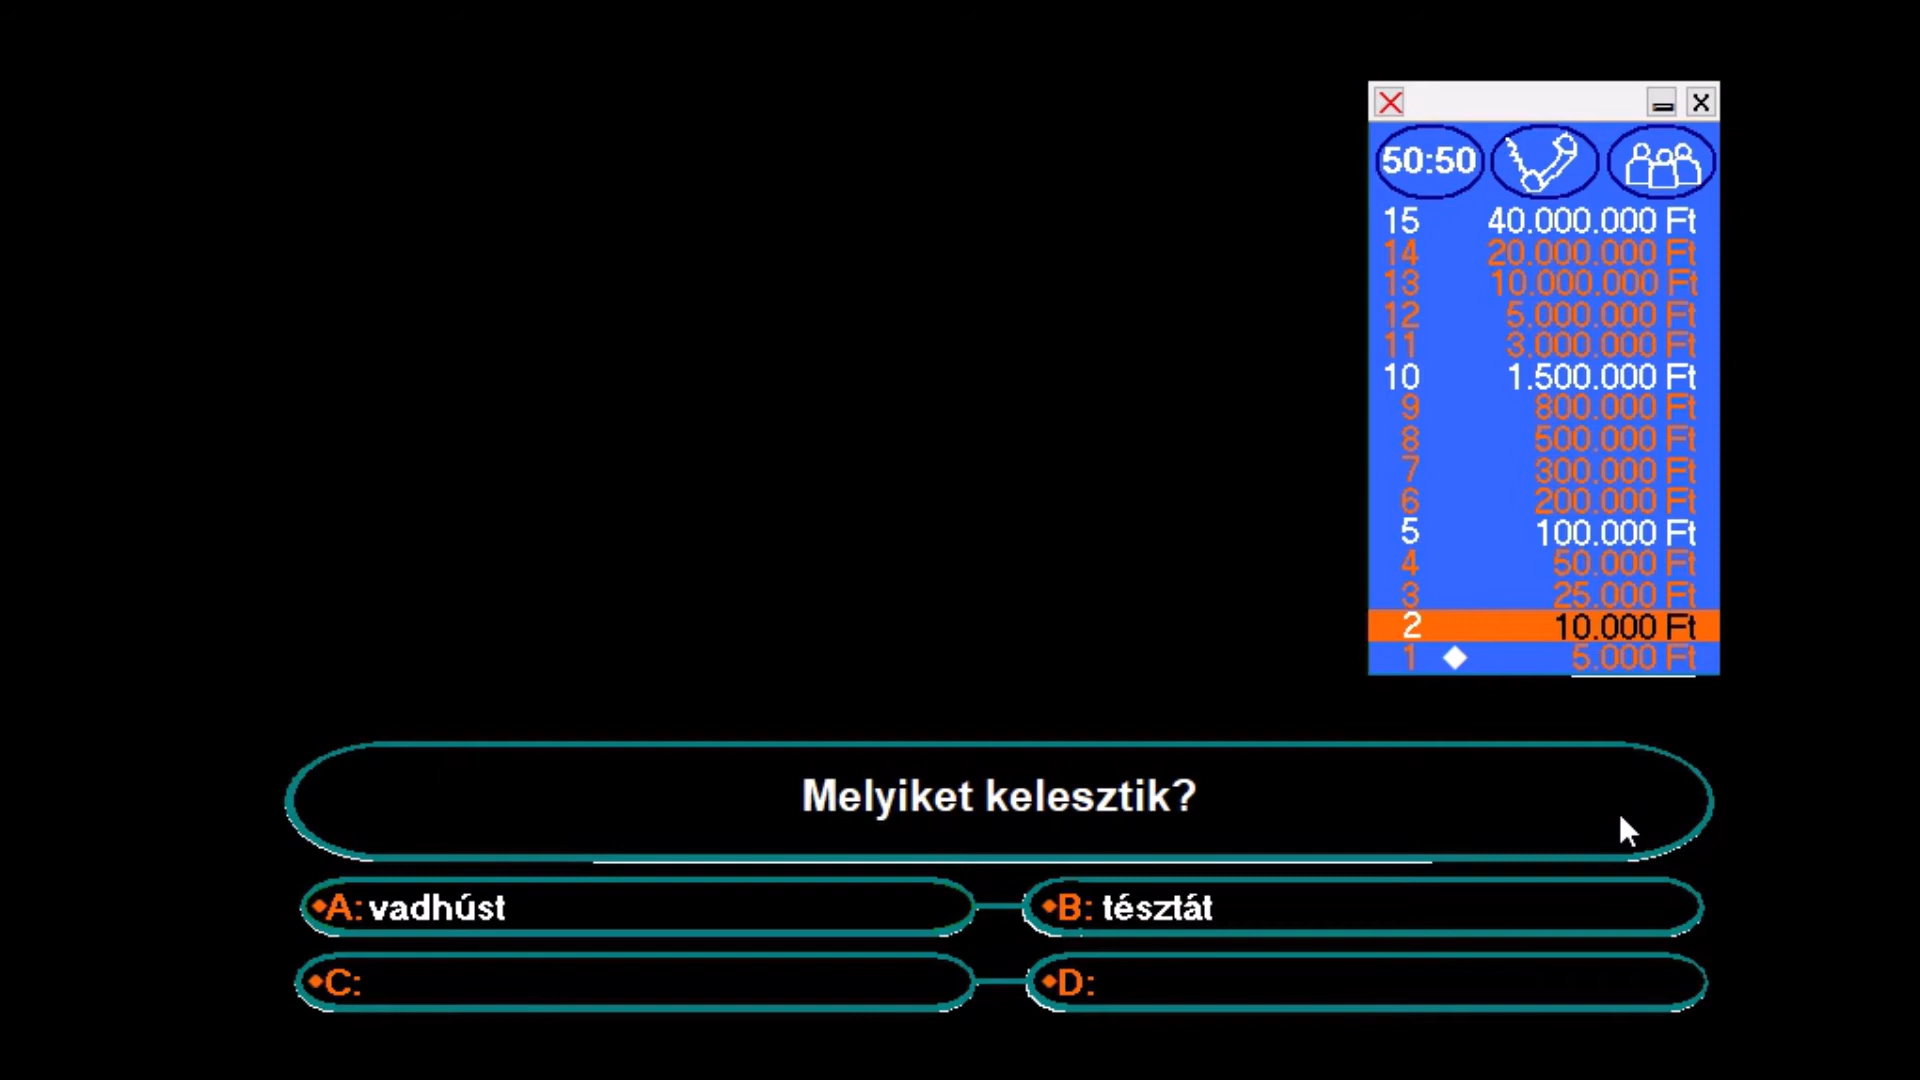 50:50
15 40.000.000 Ft
14 20.000.000 Ft
13 10.000.000 Ft
12 5.000.000 Ft
11 3.000.000 Ft
10 1.500.000 Ft
9 800.000 Ft
8 500.000 Ft
7 300.000 Ft
6 200.000 Ft
5 100.000 Ft
4 50.000 Ft
3 25.000 Ft
2 10.000 Ft
1 5.000 Ft
Melyiket kelesztik?
A: vadhúst
B: tésztát
C:
D: